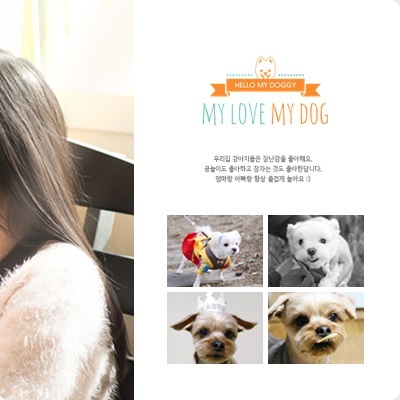 HELLO MY DOGGY
MY LOVE MY DOG
우리집 강아지들은 장난감을 좋아해요.
공놀이도 좋아하고 잠자는 것도 좋아한답니다.
엄마랑 아빠랑 항상 즐겁게 놀아요 :)